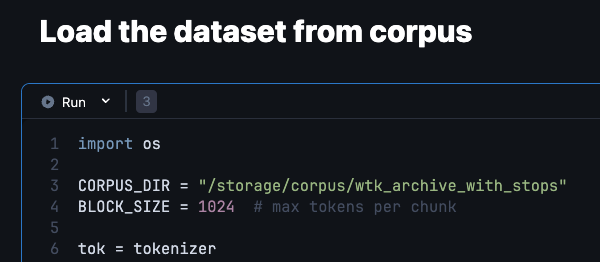 Load the dataset from corpus
Run 3
1 import os
2
3 CORPUS_DIR = "/storage/corpus/wtk_archive_with_stops"
4 BLOCK_SIZE = 1024 # max tokens per chunk
5
6 tok = tokenizer